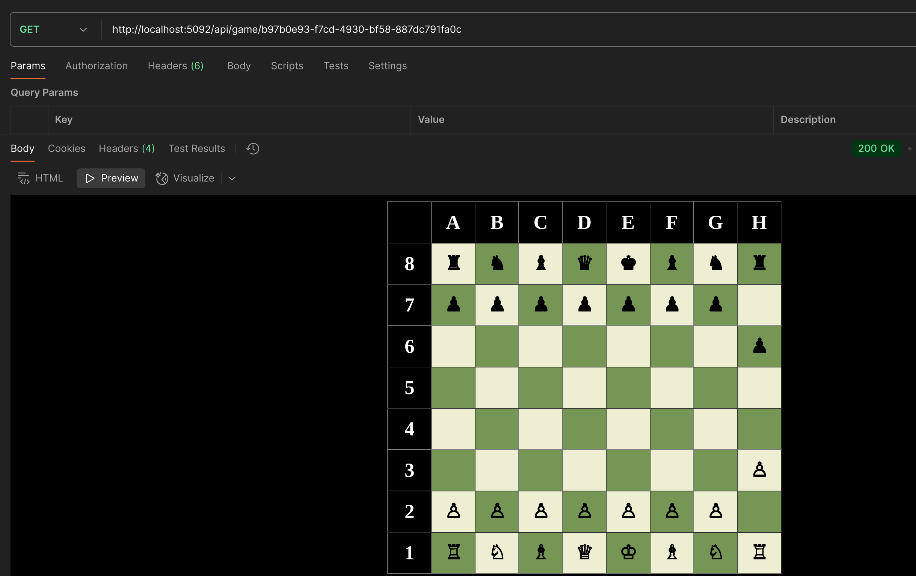 GET http://localhost:5092/api/game/b97b0e93-f7cd-4930-bf58-887dc791fa0c
Params Authorization Headers (6) Body Scripts Tests Settings
Query Params
Key Value Description
Body Cookies Headers (4) Test Results 200 OK
HTML Preview Visualize
A B C D E F G H
8 ♜ ♞ ♝ ♛ ♚ ♝ ♞ ♜
7 ♟ ♟ ♟ ♟ ♟ ♟ ♟
6 ♟
5
4
3 ♙
2 ♙ ♙ ♙ ♙ ♙ ♙ ♙
1 ♖ ♘ ♗ ♕ ♔ ♗ ♘ ♖